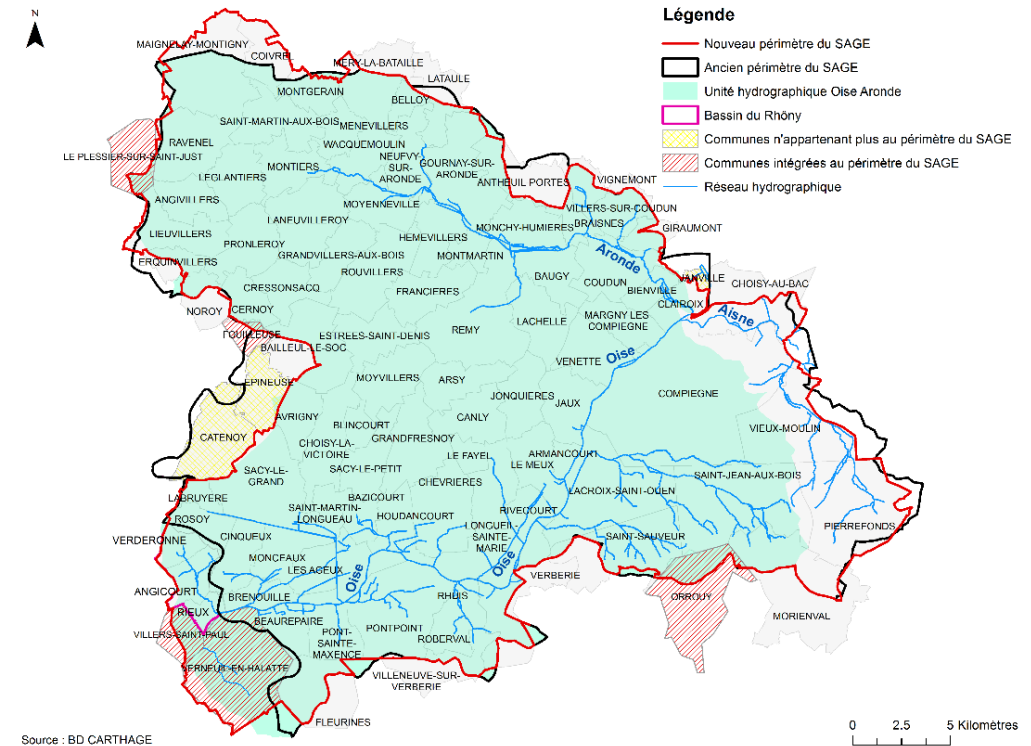 N
Légende
Nouveau périmètre du SAGE
Ancien périmètre du SAGE
Unité hydrographique Oise Aronde
Bassin du Rhôny
Communes n'appartenant plus au périmètre du SAGE
Communes intégrées au périmètre du SAGE
Réseau hydrographique
MAIGNELAY-MONTIGNY
COIVREL
MERY-LA-BATAILLE
LATAULE
MONTGERAIN
BELLOY
SAINT-MARTIN-AUX-BOIS
MENEVILLERS
RAVENEL
WACQUEMOULIN
LE PLESSIER-SUR-SAINT-JUST
NEUFVY-
SUR-
ARONDE
GOURNAY-SUR-
ARONDE
MONTIERS
LEGLANTIERS
ANTHEUIL PORTES
VIGNEMONT
ANGIVILLERS
MOYENNEVILLE
VILLERS-SUR-COUDUN
LANEUVILLEROY
BRAISNES
MONCHY-HUMIERES
GIRAUMONT
LIEUVILLERS
PRONLEROY
HEMEVILLERS
GRANDVILLERS-AUX-BOIS
MONTMARTIN
Aronde
ERQUINVILLERS
ROUVILLERS
BAUGY
COUDUN
JANVILLE
CHOISY-AU-BAC
CRESSONSACQ
FRANCIERES
BIENVILLE
CLAIROIX
NOROY
CERNOY
LACHELLE
MARGNY LES
COMPIEGNE
Aisne
FOUILLEUSE
ESTREES-SAINT-DENIS
REMY
BAILLEUL-LE-SOC
Oise
VENETTE
EPINEUSE
MOYVILLERS
ARSY
COMPIEGNE
JONQUIERES
JAUX
AVRIGNY
CANLY
BLINCOURT
VIEUX-MOULIN
CATENOY
CHOISY-LA-
VICTOIRE
GRANDFRESNOY
LE FAYEL
ARMANCOURT
LE MEUX
SACY-LE-
GRAND
SACY-LE-PETIT
SAINT-JEAN-AUX-BOIS
CHEVRIERES
LACROIX-SAINT-OUEN
LABRUYERE
BAZICOURT
SAINT-MARTIN-
LONGUEAU
RIVECOURT
ROSOY
HOUDANCOURT
LONGUEIL-
SAINTE-
MARIE
PIERREFONDS
VERDERONNE
CINQUEUX
SAINT-SAUVEUR
MONCEAUX
LES AGEUX
Oise
Oise
VERBERIE
ANGICOURT
BRENOUILLE
RHUIS
ORROUY
RIEUX
MORIENVAL
BEAUREPAIRE
VILLERS-SAINT-PAUL
PONT-
SAINTE-
MAXENCE
PONTPOINT
ROBERVAL
VERNEUIL-EN-HALATTE
VILLENEUVE-SUR-
VERBERIE
FLEURINES
Source : BD CARTHAGE
0 2.5 5 Kilomètres